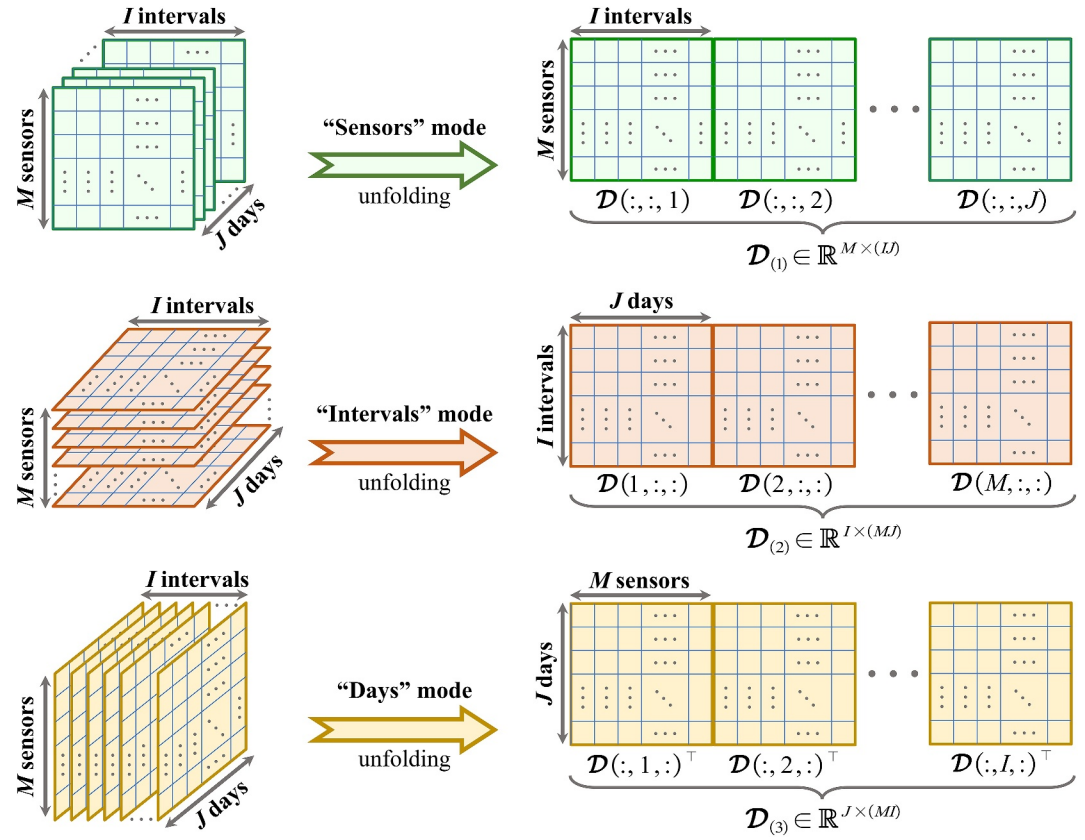 I intervals
M sensors
J days
“Sensors” mode
unfolding
I intervals
M sensors
𝓓(:,:,1)
𝓓(:,:,2)
𝓓(:,:,J)
𝓓₍₁₎ ∈ ℝ^{M×(IJ)}
I intervals
M sensors
J days
“Intervals” mode
unfolding
J days
I intervals
𝓓(1,:,:)
𝓓(2,:,:)
𝓓(M,:,:)
𝓓₍₂₎ ∈ ℝ^{I×(MJ)}
I intervals
M sensors
J days
“Days” mode
unfolding
M sensors
J days
𝓓(:,1,:)^⊤
𝓓(:,2,:)^⊤
𝓓(:,I,:)^⊤
𝓓₍₃₎ ∈ ℝ^{J×(MI)}